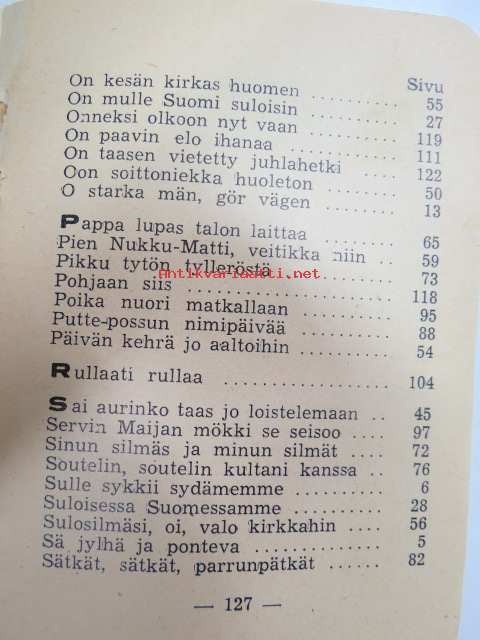 Sivu
On kesän kirkas huomen .......... 55
On mulle Suomi suloisin .......... 27
Onneksi olkoon nyt vaan .......... 119
On paavin elo ihanaa .......... 111
On taasen vietetty juhlahetki .... 122
Oon soittoniekka huoleton ........ 50
O starka män, gör vägen .......... 13
Pappa lupas talon laittaa ........ 65
Pien Nukku-Matti, veitikka niin .. 59
Pikku tytön tylleröstä ........... 73
Antikvariaatti.net
Pohjaan siis ..................... 118
Poika nuori matkallaan ........... 95
Putte-possun nimipäivää .......... 88
Päivän kehrä jo aaltoihin ........ 54
Rullaati rullaa .................. 104
Sai aurinko taas jo loistelemaan .. 45
Servin Maijan mökki se seisoo .... 97
Sinun silmäs ja minun silmät ..... 72
Soutelin, soutelin kultani kanssa .. 76
Sulle sykkii sydämemme ........... 6
Suloisessa Suomessamme ........... 28
Sulosilmäsi, oi, valo kirkkahin .... 56
Sä jylhä ja ponteva .............. 5
Sätkät, sätkät, parrunpätkät ...... 82
— 127 —